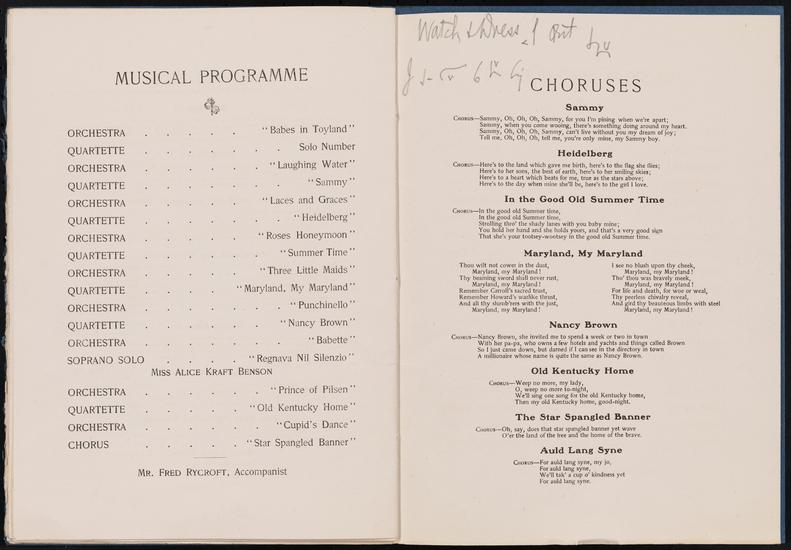 MUSICAL PROGRAMME
ORCHESTRA . . . . . . "Babes in Toyland"
QUARTETTE . . . . . . . Solo Number
ORCHESTRA . . . . . . "Laughing Water"
QUARTETTE . . . . . . . "Sammy"
ORCHESTRA . . . . . . "Laces and Graces"
QUARTETTE . . . . . . . "Heidelberg"
ORCHESTRA . . . . . . "Roses Honeymoon"
QUARTETTE . . . . . . "Summer Time"
ORCHESTRA . . . . . . "Three Little Maids"
QUARTETTE . . . . . "Maryland, My Maryland"
ORCHESTRA . . . . . . . "Punchinello"
QUARTETTE . . . . . . "Nancy Brown"
ORCHESTRA . . . . . . . "Babette"
SOPRANO SOLO . . . . "Regnava Nil Silenzio"
MISS ALICE KRAFT BENSON
ORCHESTRA . . . . . . "Prince of Pilsen"
QUARTETTE . . . . . "Old Kentucky Home"
ORCHESTRA . . . . . . "Cupid's Dance"
CHORUS . . . . . "Star Spangled Banner"
MR. FRED RYCROFT, Accompanist
Watch & Dress
CHORUSES
Sammy
CHORUS—Sammy, Oh, Oh, Oh, Sammy, for you I'm pining when we're apart;
Sammy, when you come wooing, there's something doing around my heart.
Sammy, Oh, Oh, Oh, Sammy, can't live without you my dream of joy;
Tell me, Oh, Oh, Oh, tell me, you're only mine, my Sammy boy.
Heidelberg
CHORUS—Here's to the land which gave me birth, here's to the flag she flies;
Here's to her sons, the best of earth, here's to her smiling skies;
Here's to a heart which beats for me, true as the stars above;
Here's to the day when mine she'll be, here's to the girl I love.
In the Good Old Summer Time
CHORUS—In the good old Summer time,
In the good old Summer time,
Strolling thro' the shady lanes with you baby mine;
You hold her hand and she holds yours, and that's a very good sign
That she's your tootsey-wootsey in the good old Summer time.
Maryland, My Maryland
Thou wilt not cower in the dust,
Maryland, my Maryland!
Thy beaming sword shall never rust,
Maryland, my Maryland!
Remember Carroll's sacred trust,
Remember Howard's warlike thrust,
And all thy slumb'rers with the just,
Maryland, my Maryland!
I see no blush upon thy cheek,
Maryland, my Maryland!
Tho' thou was bravely meek,
Maryland, my Maryland!
For life and death, for woe or weal,
Thy peerless chivalry reveal,
And gird thy beauteous limbs with steel
Maryland, my Maryland!
Nancy Brown
CHORUS—Nancy Brown, she invited me to spend a week or two in town
With her pa-pa, who owns a few hotels and yachts and things called Brown
So I just came down, but darned if I can see in the directory in town
A millionaire whose name is quite the same as Nancy Brown.
Old Kentucky Home
CHORUS—Weep no more, my lady,
O, weep no more to-night,
We'll sing one song for the old Kentucky home,
Then my old Kentucky home, good-night.
The Star Spangled Banner
CHORUS—Oh, say, does that star spangled banner yet wave
O'er the land of the free and the home of the brave.
Auld Lang Syne
CHORUS—For auld lang syne, my jo,
For auld lang syne,
We'll tak' a cup o' kindness yet
For auld lang syne.